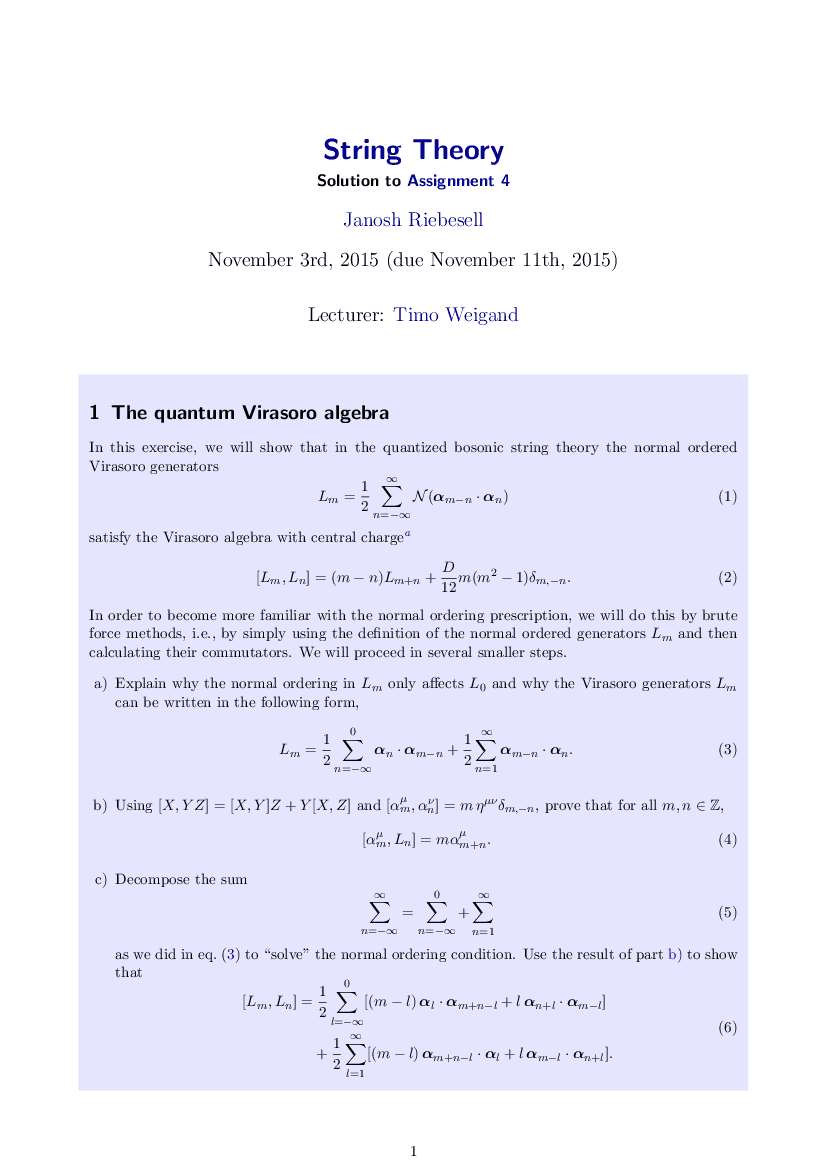 String Theory
Solution to Assignment 4
Janosh Riebesell
November 3rd, 2015 (due November 11th, 2015)
Lecturer: Timo Weigand
1 The quantum Virasoro algebra
In this exercise, we will show that in the quantized bosonic string theory the normal ordered
Virasoro generators
L_m = \frac{1}{2} \sum_{n=-\infty}^{\infty} \mathcal{N}(\boldsymbol{\alpha}_{m-n} \cdot \boldsymbol{\alpha}_n) (1)
satisfy the Virasoro algebra with central charge^a
[L_m, L_n] = (m - n)L_{m+n} + \frac{D}{12} m(m^2 - 1)\delta_{m,-n}. (2)
In order to become more familiar with the normal ordering prescription, we will do this by brute
force methods, i.e., by simply using the definition of the normal ordered generators L_m and then
calculating their commutators. We will proceed in several smaller steps.
a) Explain why the normal ordering in L_m only affects L_0 and why the Virasoro generators L_m
can be written in the following form,
L_m = \frac{1}{2} \sum_{n=-\infty}^{0} \boldsymbol{\alpha}_n \cdot \boldsymbol{\alpha}_{m-n} + \frac{1}{2} \sum_{n=1}^{\infty} \boldsymbol{\alpha}_{m-n} \cdot \boldsymbol{\alpha}_n. (3)
b) Using [X, Y Z] = [X, Y]Z + Y[X, Z] and [\alpha_m^\mu, \alpha_n^\nu] = m \eta^{\mu\nu} \delta_{m,-n}, prove that for all m, n ∈ ℤ,
[\alpha_m^\mu, L_n] = m\alpha_{m+n}^\mu. (4)
c) Decompose the sum
\sum_{n=-\infty}^{\infty} = \sum_{n=-\infty}^{0} + \sum_{n=1}^{\infty} (5)
as we did in eq. (3) to “solve” the normal ordering condition. Use the result of part b) to show
that
[L_m, L_n] = \frac{1}{2} \sum_{l=-\infty}^{0} [(m - l) \boldsymbol{\alpha}_l \cdot \boldsymbol{\alpha}_{m+n-l} + l \boldsymbol{\alpha}_{n+l} \cdot \boldsymbol{\alpha}_{m-l}]
+ \frac{1}{2} \sum_{l=1}^{\infty} [(m - l) \boldsymbol{\alpha}_{m+n-l} \cdot \boldsymbol{\alpha}_l + l \boldsymbol{\alpha}_{m-l} \cdot \boldsymbol{\alpha}_{n+l}]. (6)
1